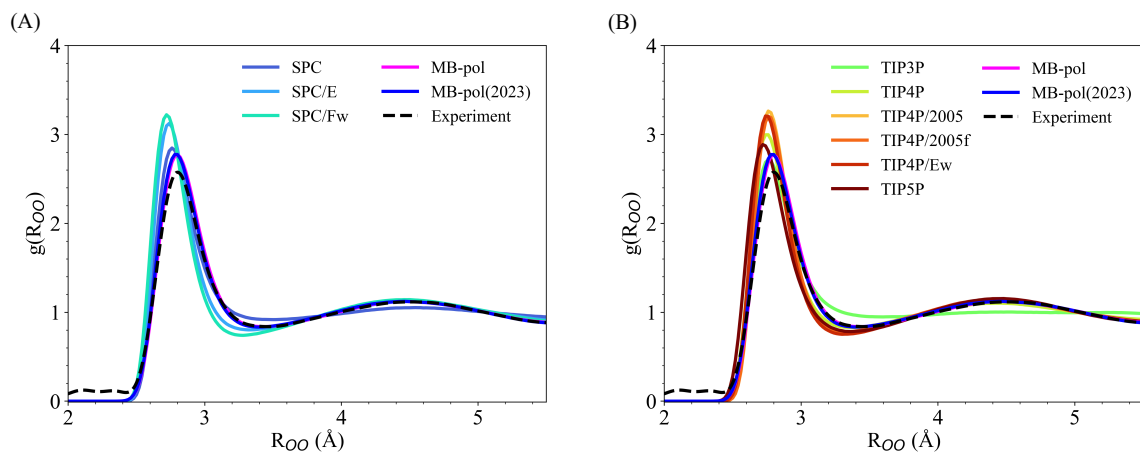 (A)
g(R_OO)
4
3
2
1
0
SPC
SPC/E
SPC/Fw
MB-pol
MB-pol(2023)
Experiment
2 3 4 5
R_OO (Å)
(B)
g(R_OO)
4
3
2
1
0
TIP3P
TIP4P
TIP4P/2005
TIP4P/2005f
TIP4P/Ew
TIP5P
MB-pol
MB-pol(2023)
Experiment
2 3 4 5
R_OO (Å)